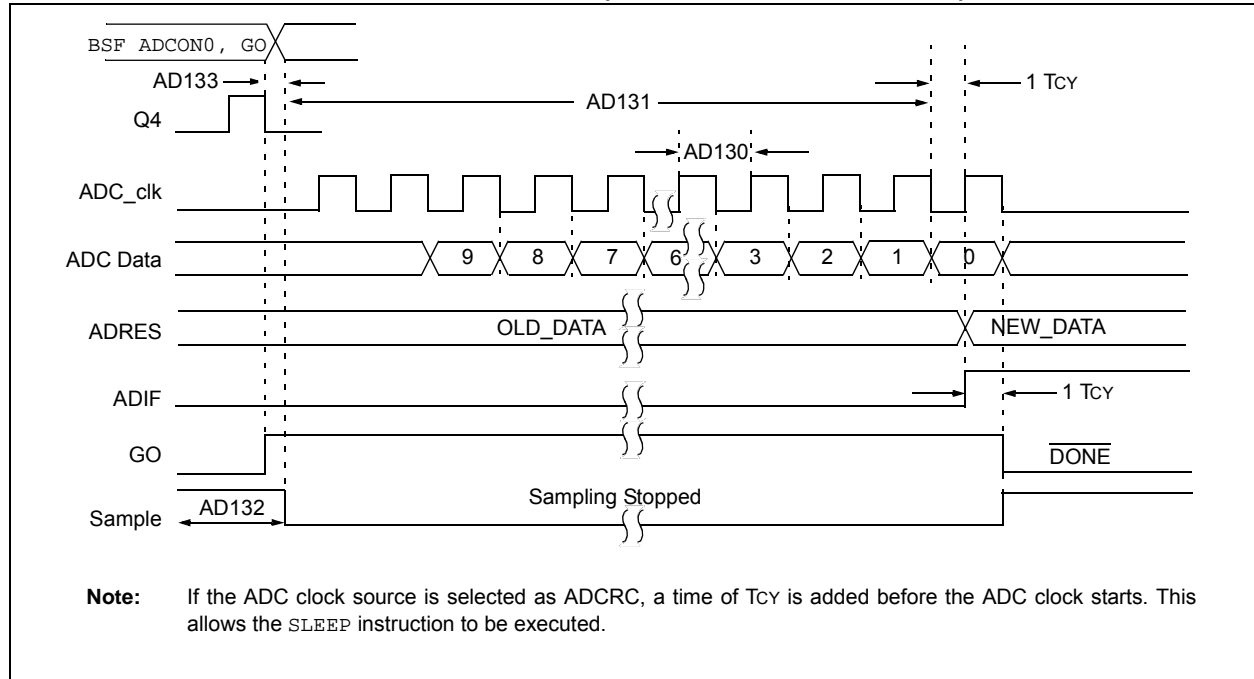 BSF ADCON0, GO
AD133
1 TCY
AD131
Q4
AD130
ADC_clk
ADC Data 9 8 7 6 3 2 1 0
ADRES OLD_DATA NEW_DATA
ADIF 1 TCY
GO DONE
Sample AD132 Sampling Stopped
Note: If the ADC clock source is selected as ADCRC, a time of TCY is added before the ADC clock starts. This
allows the SLEEP instruction to be executed.